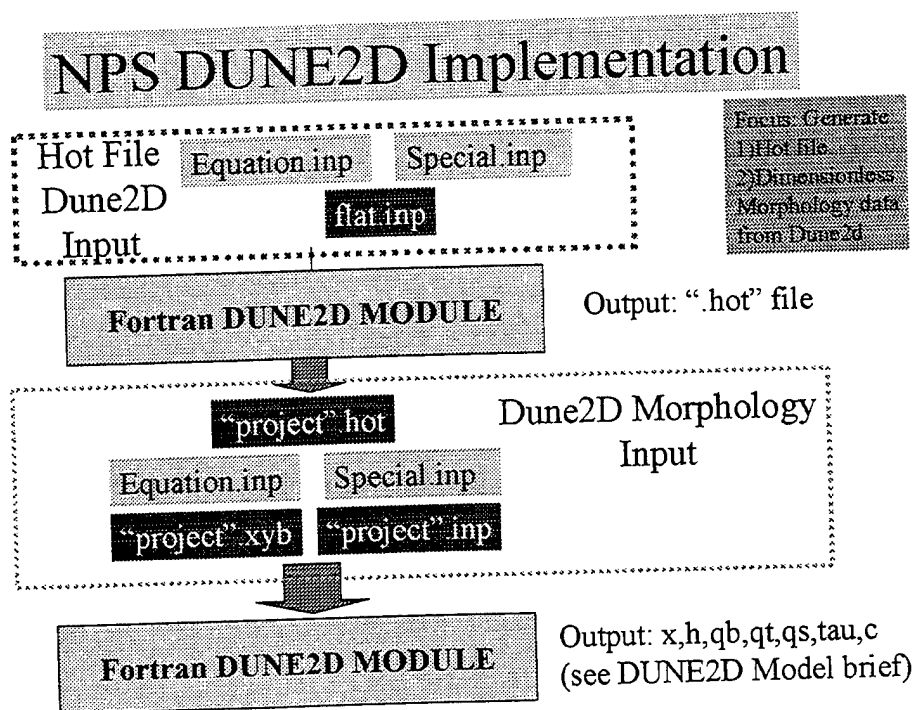 NPS DUNE2D Implementation
Hot File
Dune2D
Input
Equation.inp
Special.inp
flat.inp
Focus: Generate
1)Hot file
2)Dimensionless
Morphology data
from Dune2d
Fortran DUNE2D MODULE
Output: “.hot” file
“project”.hot
Dune2D Morphology
Input
Equation.inp
Special.inp
“project”.xyb
“project”.inp
Fortran DUNE2D MODULE
Output: x,h,qb,qt,qs,tau,c
(see DUNE2D Model brief)